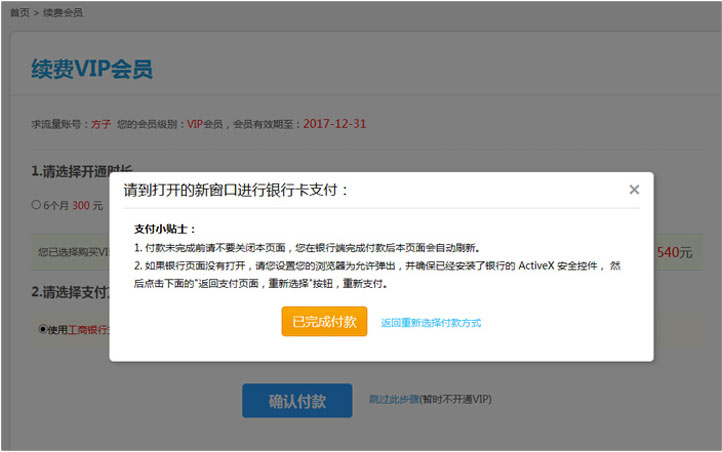 首页 > 续费会员
续费VIP会员
求流量账号：方子 您的会员级别：VIP会员，会员有效期至：2017-12-31
1.请选择开通时长
6个月 300 元
请到打开的新窗口进行银行卡支付：
×
支付小贴士：
1. 付款未完成前请不要关闭本页面，您在银行端完成付款后本页面会自动刷新。
2. 如果银行页面没有打开，请您设置您的浏览器为允许弹出，并确保已经安装了银行的 ActiveX 安全控件， 然
后点击下面的"返回支付页面，重新选择"按钮，重新支付。
已完成付款 返回重新选择付款方式
您已选择购买VI 540元
2.请选择支付
使用工商银行
确认付款 跳过此步骤(暂时不开通VIP)